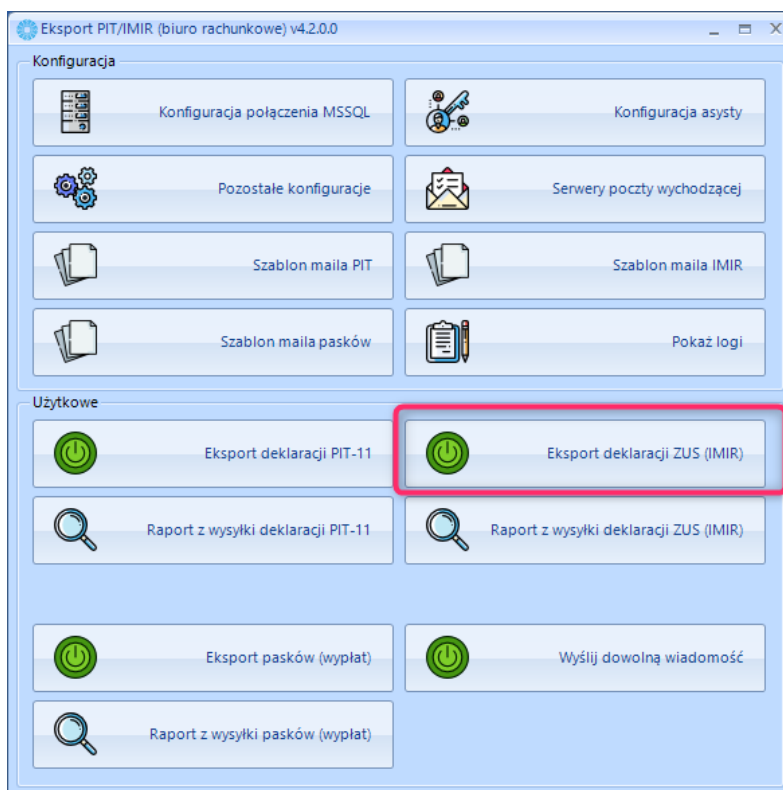 Eksport PIT/IMIR (biuro rachunkowe) v4.2.0.0
Konfiguracja
Konfiguracja połączenia MSSQL
Konfiguracja asysty
Pozostałe konfiguracje
Serwery poczty wychodzącej
Szablon maila PIT
Szablon maila IMIR
Szablon maila pasków
Pokaż logi
Użytkowe
Eksport deklaracji PIT-11
Eksport deklaracji ZUS (IMIR)
Raport z wysyłki deklaracji PIT-11
Raport z wysyłki deklaracji ZUS (IMIR)
Eksport pasków (wypłat)
Wyślij dowolną wiadomość
Raport z wysyłki pasków (wypłat)